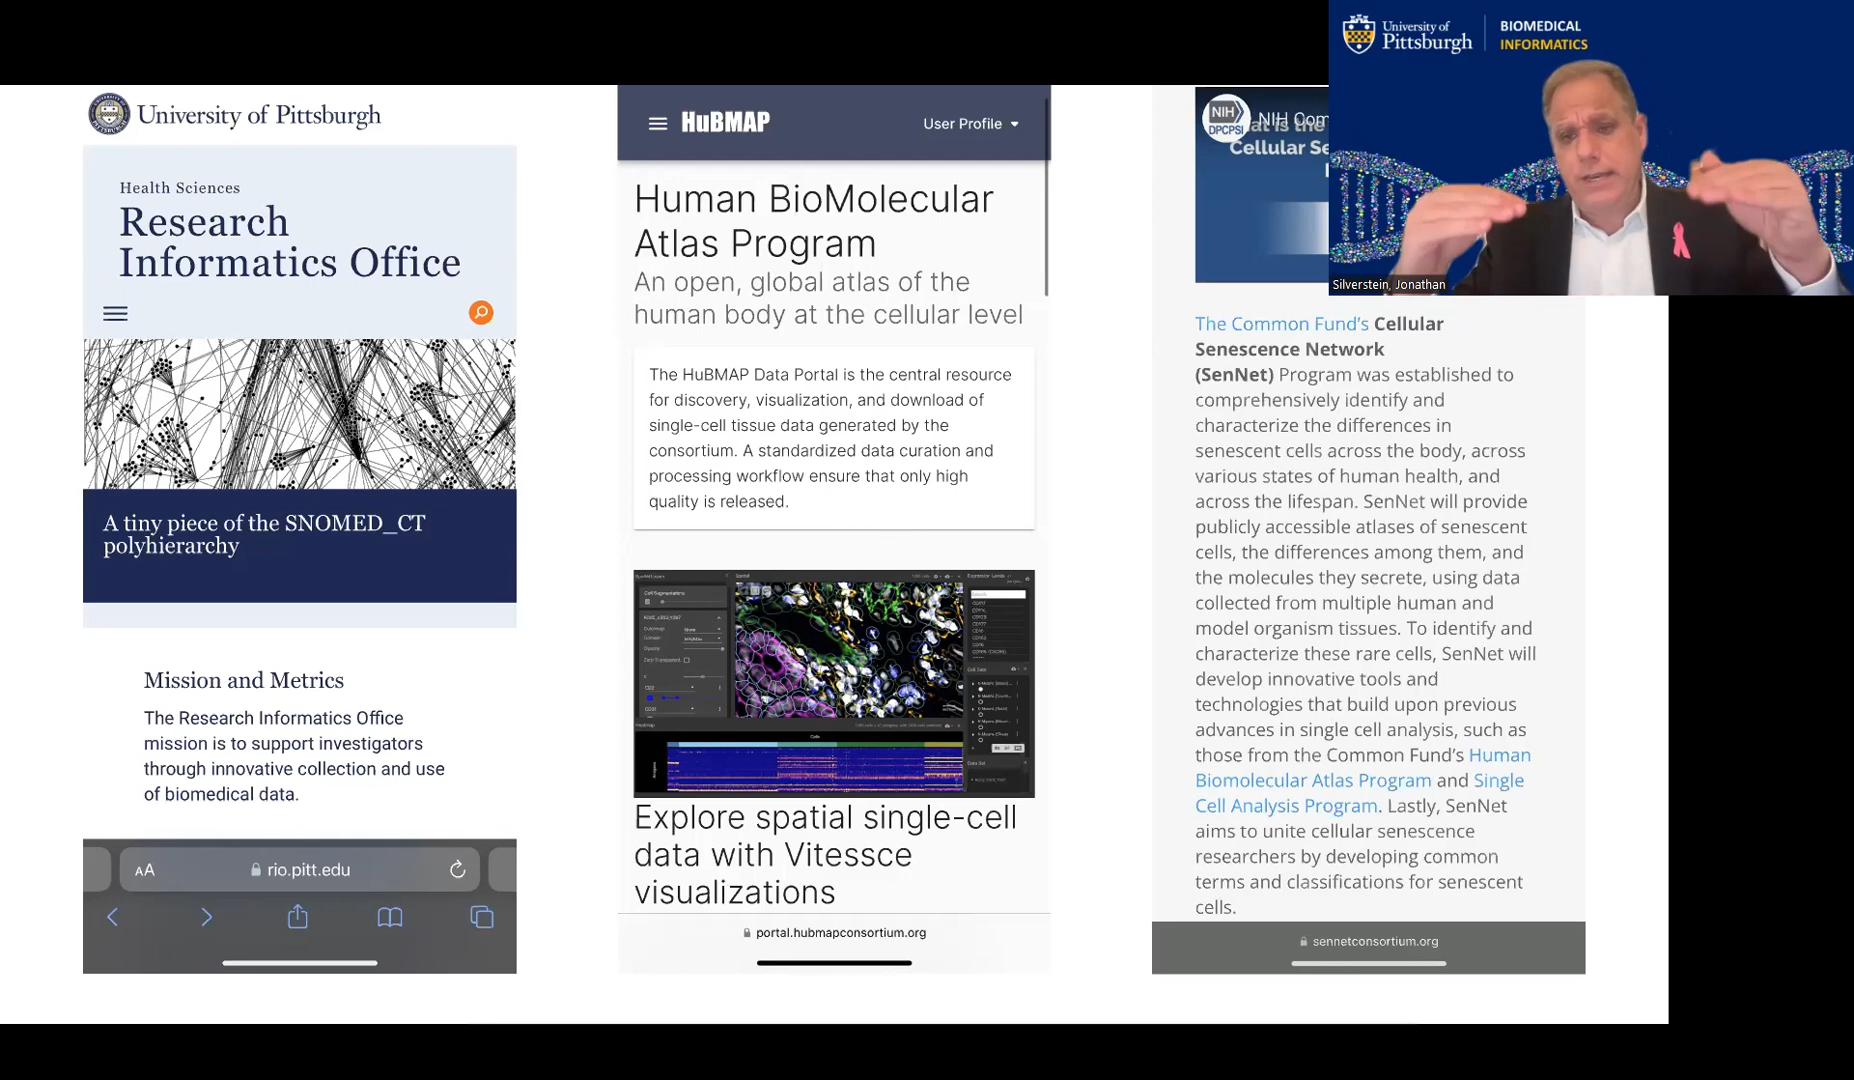 University of Pittsburgh
Health Sciences
Research
Informatics Office
A tiny piece of the SNOMED_CT
polyhierarchy
Mission and Metrics
The Research Informatics Office
mission is to support investigators
through innovative collection and use
of biomedical data.
AA
rio.pitt.edu
HuBMAP
User Profile
Human BioMolecular
Atlas Program
An open, global atlas of the
human body at the cellular level
The HuBMAP Data Portal is the central resource
for discovery, visualization, and download of
single-cell tissue data generated by the
consortium. A standardized data curation and
processing workflow ensure that only high
quality is released.
Explore spatial single-cell
data with Vitessce
visualizations
portal.hubmapconsortium.org
NIH
DPCPSI
NIH Com
at is the
Cellular Se
The Common Fund's Cellular
Senescence Network
(SenNet) Program was established to
comprehensively identify and
characterize the differences in
senescent cells across the body, across
various states of human health, and
across the lifespan. SenNet will provide
publicly accessible atlases of senescent
cells, the differences among them, and
the molecules they secrete, using data
collected from multiple human and
model organism tissues. To identify and
characterize these rare cells, SenNet will
develop innovative tools and
technologies that build upon previous
advances in single cell analysis, such as
those from the Common Fund's Human
Biomolecular Atlas Program and Single
Cell Analysis Program. Lastly, SenNet
aims to unite cellular senescence
researchers by developing common
terms and classifications for senescent
cells.
sennetconsortium.org
University of
Pittsburgh
BIOMEDICAL
INFORMATICS
Silverstein, Jonathan